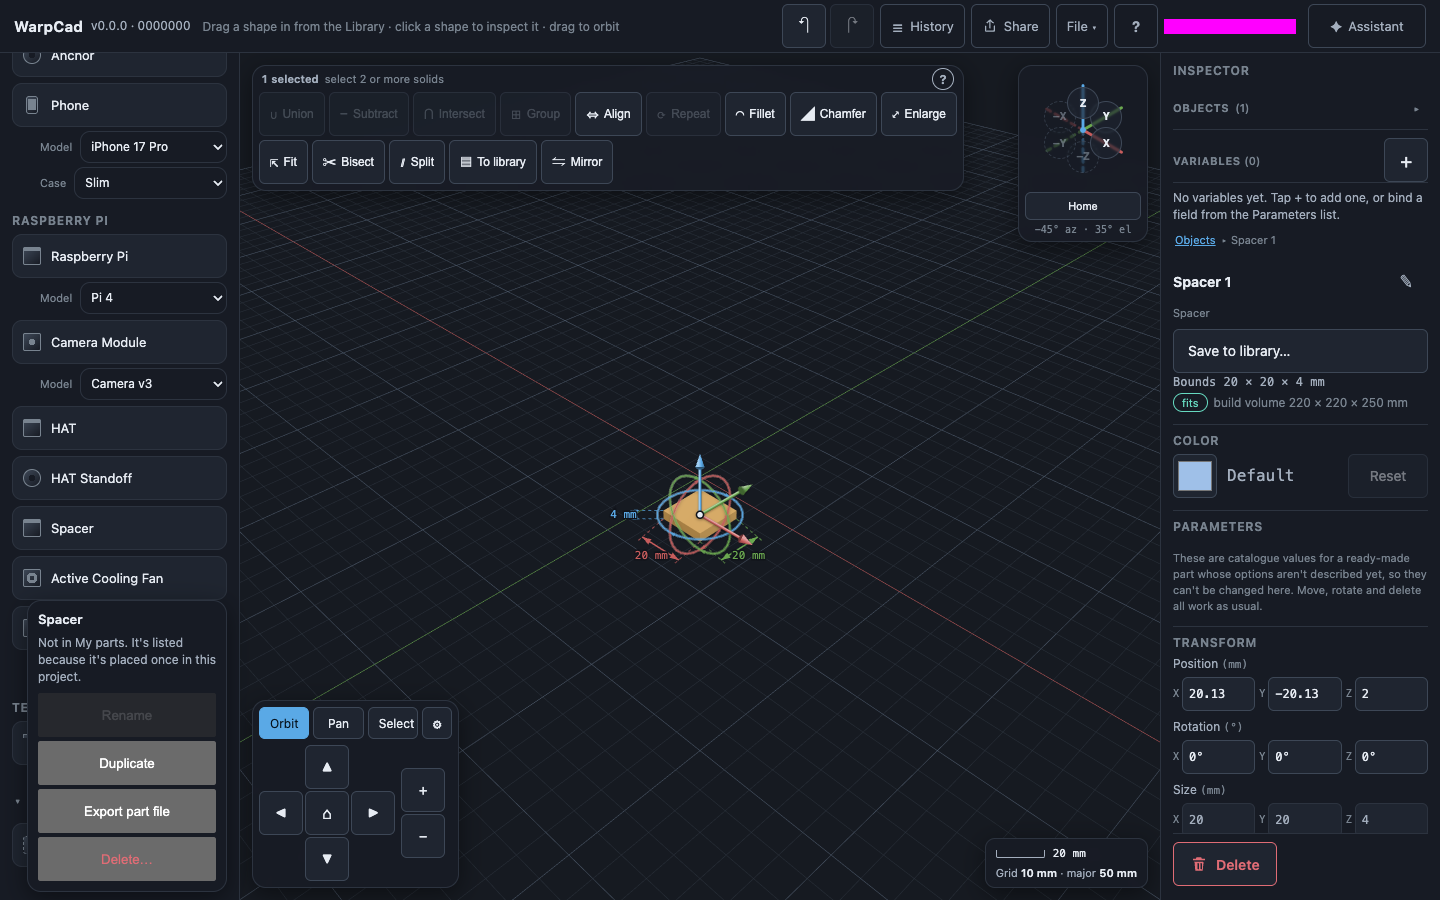 WarpCad v0.0.0 · 0000000 Drag a shape in from the Library · click a shape to inspect it · drag to orbit
History
Share
File
?
Assistant
Anchor
Phone
Model iPhone 17 Pro
Case Slim
RASPBERRY PI
Raspberry Pi
Model Pi 4
Camera Module
Model Camera v3
HAT
HAT Standoff
Spacer
Active Cooling Fan
Spacer
Not in My parts. It's listed
because it's placed once in this
project.
Rename
Duplicate
Export part file
Delete...
TE
1 selected select 2 or more solids
?
Union
Subtract
Intersect
Group
Align
Repeat
Fillet
Chamfer
Enlarge
Fit
Bisect
Split
To library
Mirror
Z
Y
X
−X
−Y
−Z
Home
−45° az · 35° el
4 mm
20 mm
20 mm
Orbit
Pan
Select
+
−
20 mm
Grid 10 mm · major 50 mm
INSPECTOR
OBJECTS (1)
VARIABLES (0)
+
No variables yet. Tap + to add one, or bind a
field from the Parameters list.
Objects ▸ Spacer 1
Spacer 1
Spacer
Save to library...
Bounds 20 × 20 × 4 mm
fits build volume 220 × 220 × 250 mm
COLOR
Default
Reset
PARAMETERS
These are catalogue values for a ready-made
part whose options aren't described yet, so they
can't be changed here. Move, rotate and delete
all work as usual.
TRANSFORM
Position (mm)
X 20.13 Y −20.13 Z 2
Rotation (°)
X 0° Y 0° Z 0°
Size (mm)
X 20 Y 20 Z 4
Delete